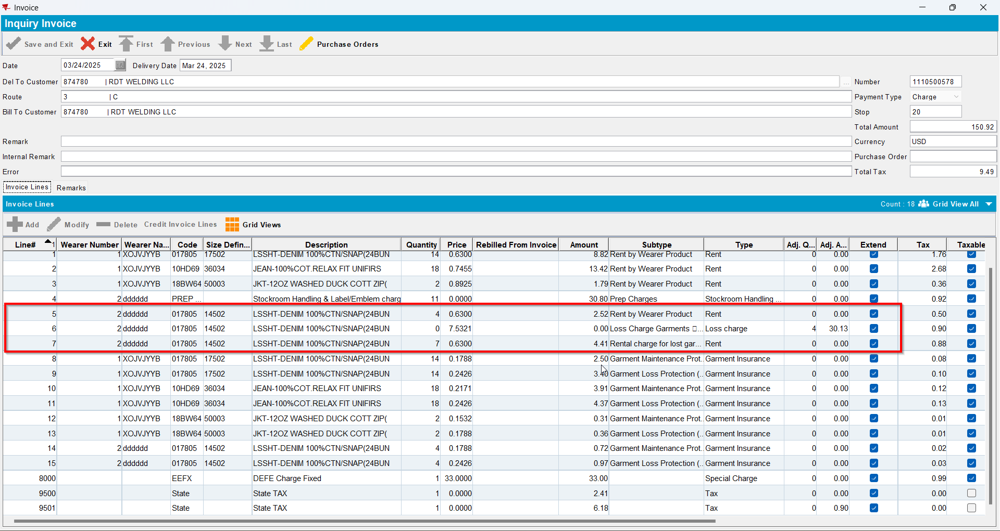 Invoice
Inquiry Invoice
Save and Exit Exit First Previous Next Last Purchase Orders
Date 03/24/2025 Delivery Date Mar 24, 2025
Del To Customer 874780 | RDT WELDING LLC ... Number 1110500578
Route 3 | C Payment Type Charge
Bill To Customer 874780 | RDT WELDING LLC Stop 20
Total Amount 150.92
Remark Currency USD
Internal Remark Purchase Order
Error Total Tax 9.49
Invoice Lines Remarks
Invoice Lines Count : 18 Grid View All
Add Modify Delete Credit Invoice Lines Grid Views
Line# 1 Wearer Number Wearer Na... Code Size Defin... Description Quantity Price Rebilled From Invoice Amount Subtype Type Adj. Q... Adj. A... Extend Tax Taxable
1 1 XOJVJYYB 017805 17502 LSSHT-DENIM 100%CTN/SNAP(24BUN 14 0.6300 8.82 Rent by Wearer Product Rent 0 0.00 1.76
2 1 XOJVJYYB 10HD69 36034 JEAN-100%COT.RELAX FIT UNIFIRS 18 0.7455 13.42 Rent by Wearer Product Rent 0 0.00 2.68
3 1 XOJVJYYB 18BW64 50003 JKT-12OZ WASHED DUCK COTT ZIP( 2 0.8925 1.79 Rent by Wearer Product Rent 0 0.00 0.36
4 2 dddddd PREP ... Stockroom Handling & Label/Emblem charg 11 0.0000 30.80 Prep Charges Stockroom Handling ... 0 0.00 0.92
5 2 dddddd 017805 14502 LSSHT-DENIM 100%CTN/SNAP(24BUN 4 0.6300 2.52 Rent by Wearer Product Rent 0 0.00 0.50
6 2 dddddd 017805 14502 LSSHT-DENIM 100%CTN/SNAP(24BUN 0 7.5321 0.00 Loss Charge Garments □... Loss charge 4 30.13 0.90
7 2 dddddd 017805 14502 LSSHT-DENIM 100%CTN/SNAP(24BUN 7 0.6300 4.41 Rental charge for lost gar... Rent 0 0.00 0.88
8 1 XOJVJYYB 017805 17502 LSSHT-DENIM 100%CTN/SNAP(24BUN 14 0.1788 2.50 Garment Maintenance Prot.. Garment Insurance 0 0.00 0.08
9 1 XOJVJYYB 017805 17502 LSSHT-DENIM 100%CTN/SNAP(24BUN 14 0.2426 3.40 Garment Loss Protection (.. Garment Insurance 0 0.00 0.10
10 1 XOJVJYYB 10HD69 36034 JEAN-100%COT.RELAX FIT UNIFIRS 18 0.2171 3.91 Garment Maintenance Prot.. Garment Insurance 0 0.00 0.12
11 1 XOJVJYYB 10HD69 36034 JEAN-100%COT.RELAX FIT UNIFIRS 18 0.2426 4.37 Garment Loss Protection (.. Garment Insurance 0 0.00 0.13
12 1 XOJVJYYB 18BW64 50003 JKT-12OZ WASHED DUCK COTT ZIP( 2 0.1532 0.31 Garment Maintenance Prot.. Garment Insurance 0 0.00 0.01
13 1 XOJVJYYB 18BW64 50003 JKT-12OZ WASHED DUCK COTT ZIP( 2 0.1788 0.36 Garment Loss Protection (.. Garment Insurance 0 0.00 0.01
14 2 dddddd 017805 14502 LSSHT-DENIM 100%CTN/SNAP(24BUN 4 0.1788 0.72 Garment Maintenance Prot.. Garment Insurance 0 0.00 0.02
15 2 dddddd 017805 14502 LSSHT-DENIM 100%CTN/SNAP(24BUN 4 0.2426 0.97 Garment Loss Protection (.. Garment Insurance 0 0.00 0.03
8000 EEFX DEFE Charge Fixed 1 33.0000 33.00 Special Charge 0 0.00 0.99
9500 State State TAX 1 0.0000 2.41 Tax 0 0.00 0.00
9501 State State TAX 1 0.0000 6.18 Tax 0 0.90 0.00